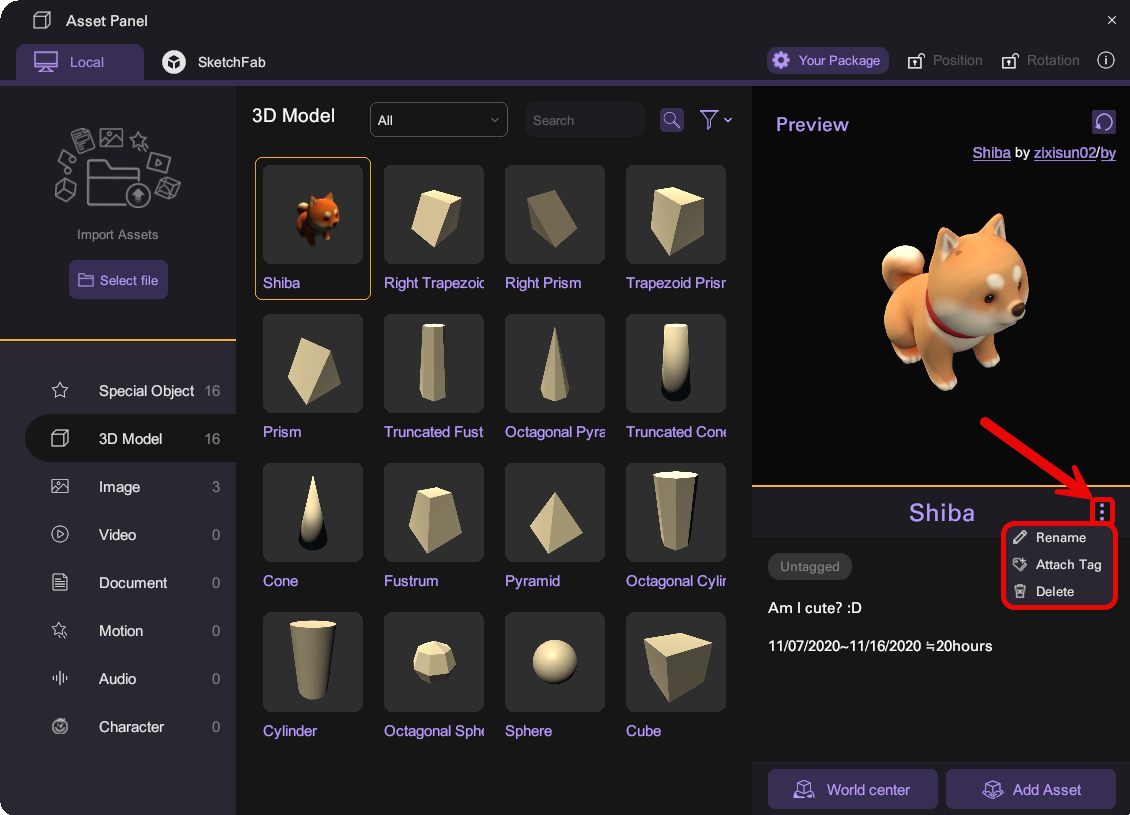 Asset Panel
Local
SketchFab
Your Package
Position
Rotation
Import Assets
Select file
Special Object 16
3D Model 16
Image 3
Video 0
Document 0
Motion 0
Audio 0
Character 0
3D Model
All
Search
Shiba
Right Trapezoid
Right Prism
Trapezoid Prism
Prism
Truncated Fust
Octagonal Pyra
Truncated Cone
Cone
Fustrum
Pyramid
Octagonal Cylin
Cylinder
Octagonal Sphe
Sphere
Cube
Preview
Shiba by zixisun02/by
Shiba
Rename
Attach Tag
Delete
Untagged
Am I cute? :D
11/07/2020~11/16/2020 ≒20hours
World center
Add Asset